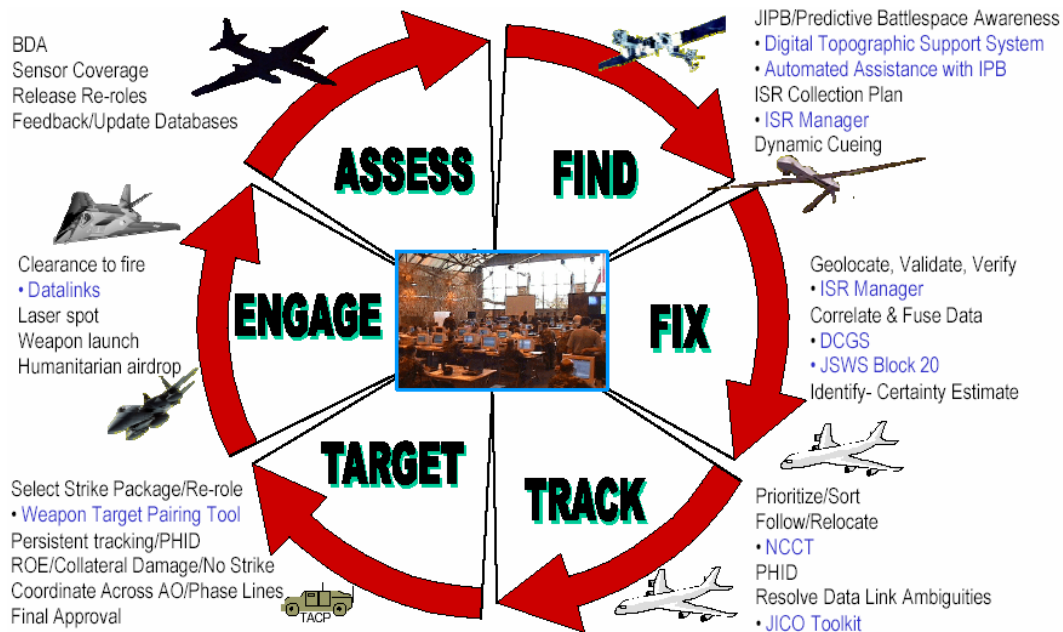 JIPB/Predictive Battlespace Awareness
• Digital Topographic Support System
• Automated Assistance with IPB
ISR Collection Plan
• ISR Manager
Dynamic Cueing
FIND
Geolocate, Validate, Verify
• ISR Manager
Correlate & Fuse Data
• DCGS
• JSWS Block 20
Identify- Certainty Estimate
FIX
Prioritize/Sort
Follow/Relocate
• NCCT
PHID
Resolve Data Link Ambiguities
• JICO Toolkit
TRACK
Select Strike Package/Re-role
• Weapon Target Pairing Tool
Persistent tracking/PHID
ROE/Collateral Damage/No Strike
Coordinate Across AO/Phase Lines
Final Approval
TACP
TARGET
Clearance to fire
• Datalinks
Laser spot
Weapon launch
Humanitarian airdrop
ENGAGE
BDA
Sensor Coverage
Release Re-roles
Feedback/Update Databases
ASSESS